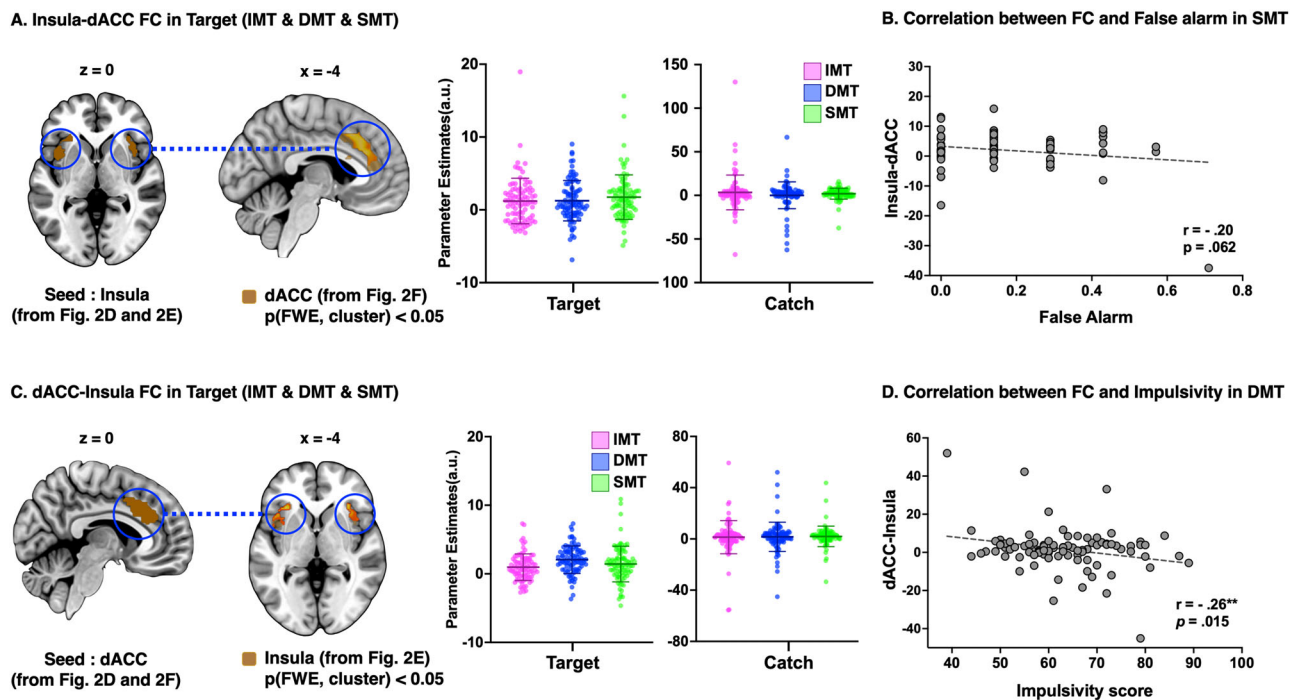 A. Insula-dACC FC in Target (IMT & DMT & SMT)
z = 0
x = -4
Seed : Insula
(from Fig. 2D and 2E)
dACC (from Fig. 2F)
p(FWE, cluster) < 0.05
Parameter Estimates(a.u.)
20
10
0
-10
Target
150
100
50
0
-50
100
Catch
IMT
DMT
SMT
B. Correlation between FC and False alarm in SMT
Insula-dACC
30
20
10
0
-10
-20
-30
-40
0.0
0.2
0.4
0.6
0.8
r = - .20
p = .062
False Alarm
C. dACC-Insula FC in Target (IMT & DMT & SMT)
z = 0
x = -4
Seed : dACC
(from Fig. 2D and 2F)
Insula (from Fig. 2E)
p(FWE, cluster) < 0.05
Parameter Estimates(a.u.)
20
10
0
-10
Target
IMT
DMT
SMT
80
40
0
-40
-80
Catch
D. Correlation between FC and Impulsivity in DMT
dACC-Insula
60
40
20
0
-20
-40
40
50
60
70
80
90
100
r = - .26**
p = .015
Impulsivity score